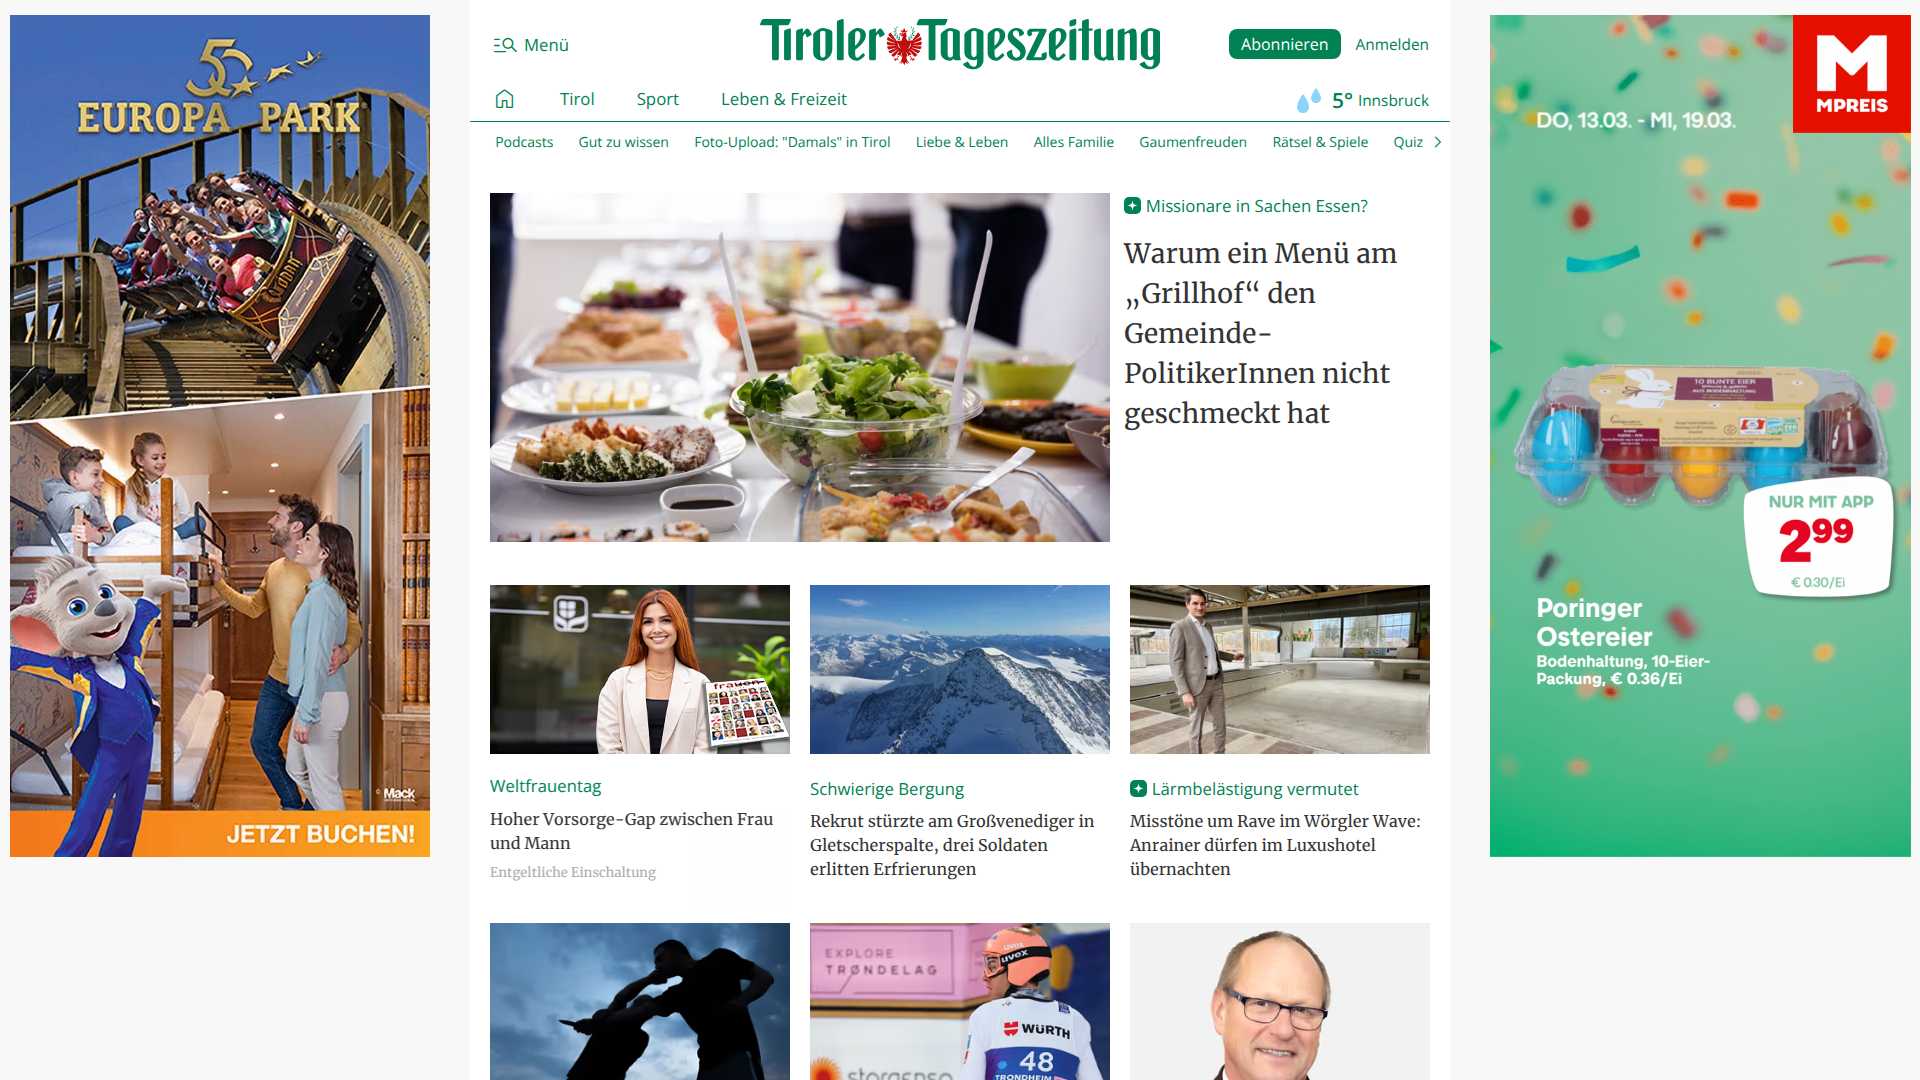 50
EUROPA PARK
© Mack
JETZT BUCHEN!
Menü
Tiroler Tageszeitung
Abonnieren
Anmelden
Tirol
Sport
Leben & Freizeit
5° Innsbruck
Podcasts
Gut zu wissen
Foto-Upload: "Damals" in Tirol
Liebe & Leben
Alles Familie
Gaumenfreuden
Rätsel & Spiele
Quiz
Missionare in Sachen Essen?
Warum ein Menü am
„Grillhof“ den
Gemeinde-
PolitikerInnen nicht
geschmeckt hat
frauen
Weltfrauentag
Hoher Vorsorge-Gap zwischen Frau
und Mann
Entgeltliche Einschaltung
Schwierige Bergung
Rekrut stürzte am Großvenediger in
Gletscherspalte, drei Soldaten
erlitten Erfrierungen
Lärmbelästigung vermutet
Misstöne um Rave im Wörgler Wave:
Anrainer dürfen im Luxushotel
übernachten
EXPLORE
TRØNDELAG
uvex
WÜRTH
48
TRONDHEIM
storaenso
M
MPREIS
DO, 13.03. - MI, 19.03.
10 BUNTE EIER
AUS BODENHALTUNG
NUR MIT APP
2.99
€ 0.30/Ei
Poringer
Ostereier
Bodenhaltung, 10-Eier-
Packung, € 0.36/Ei